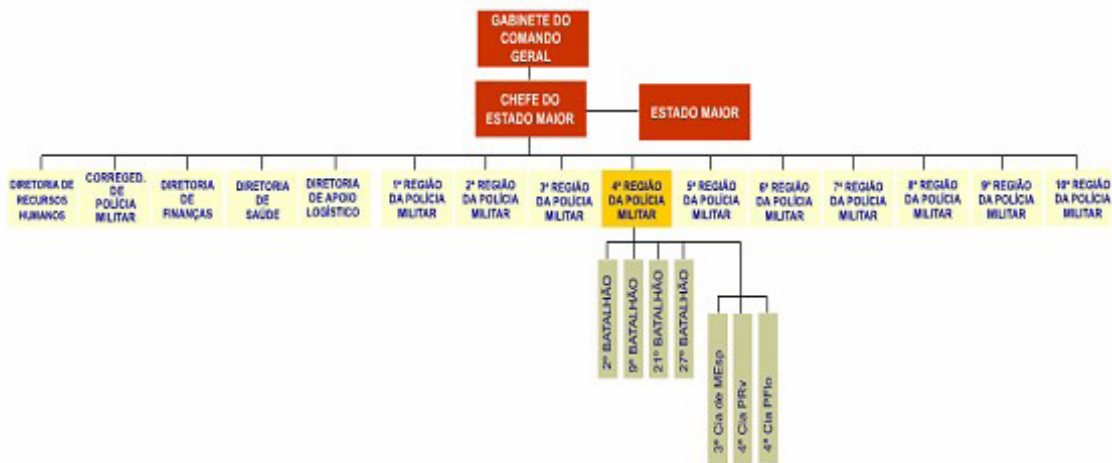 GABINETE DO
COMANDO
GERAL
CHEFE DO
ESTADO MAIOR
ESTADO MAIOR
DIRETORIA DE
RECURSOS
HUMANOS
CORREGED.
DE
POLÍCIA
MILITAR
DIRETORIA
DE
FINANÇAS
DIRETORIA
DE
SAÚDE
DIRETORIA
DE APOIO
LOGÍSTICO
1ª REGIÃO
DA POLÍCIA
MILITAR
2ª REGIÃO
DA POLÍCIA
MILITAR
3ª REGIÃO
DA POLÍCIA
MILITAR
4ª REGIÃO
DA POLÍCIA
MILITAR
5ª REGIÃO
DA POLÍCIA
MILITAR
6ª REGIÃO
DA POLÍCIA
MILITAR
7ª REGIÃO
DA POLÍCIA
MILITAR
8ª REGIÃO
DA POLÍCIA
MILITAR
9ª REGIÃO
DA POLÍCIA
MILITAR
10ª REGIÃO
DA POLÍCIA
MILITAR
2º BATALHÃO
9º BATALHÃO
21º BATALHÃO
27º BATALHÃO
3ª Cia de MEsp
4ª Cia PRv
4ª Cia PFlo